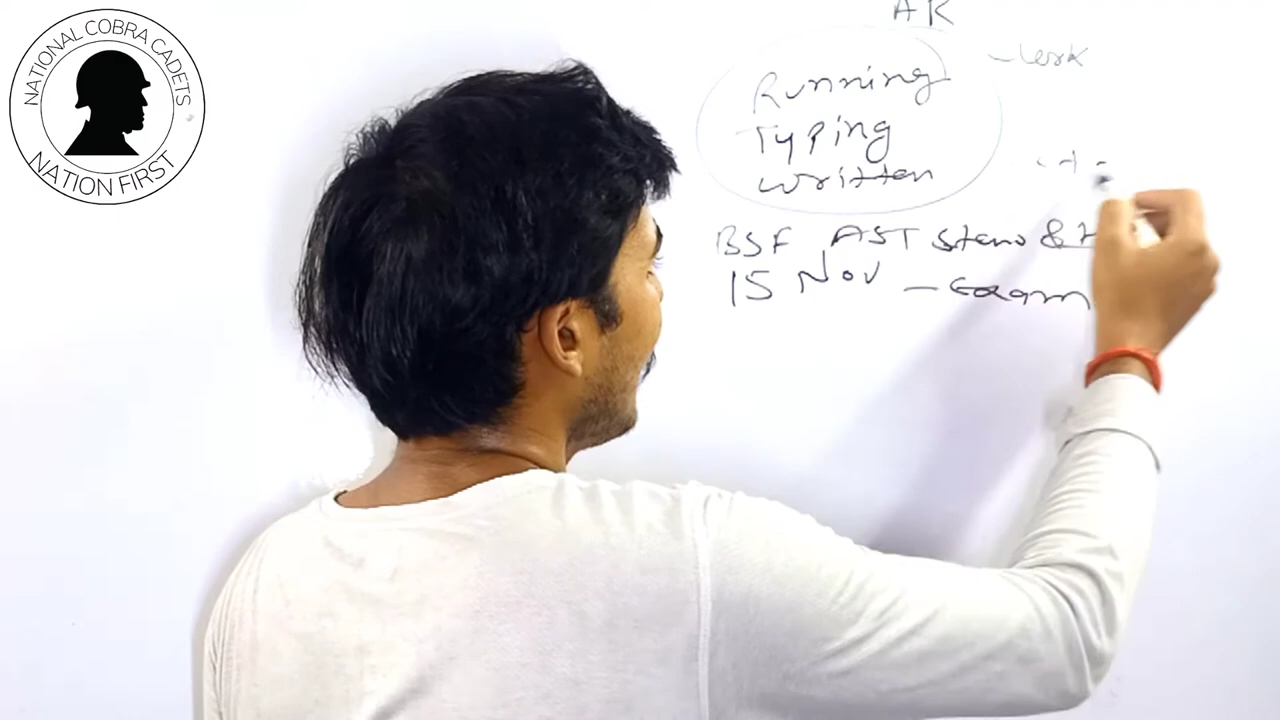 NATIONAL COBRA CADETS
NATION FIRST
AR
Running
Typing
written
BSF AST Steno &
15 Nov - Exam